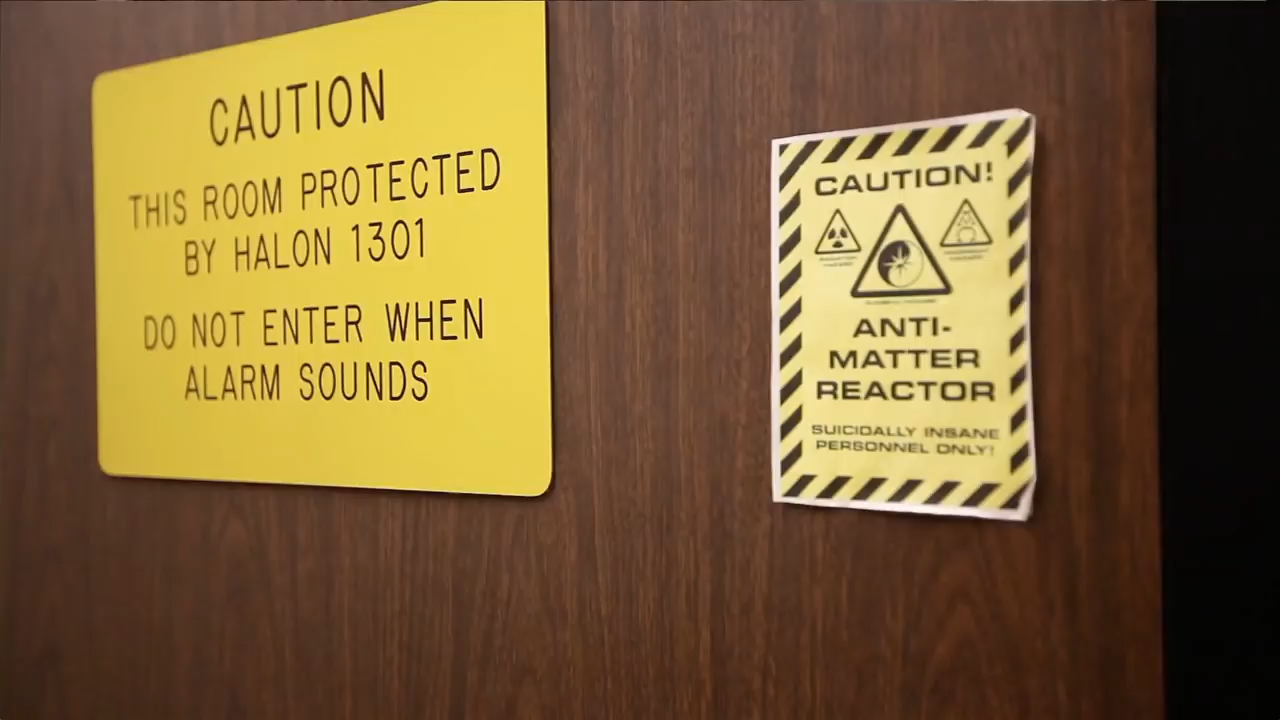 CAUTION
THIS ROOM PROTECTED
BY HALON 1301
DO NOT ENTER WHEN
ALARM SOUNDS
CAUTION!
ANTI-
MATTER
REACTOR
SUICIDALLY INSANE
PERSONNEL ONLY!